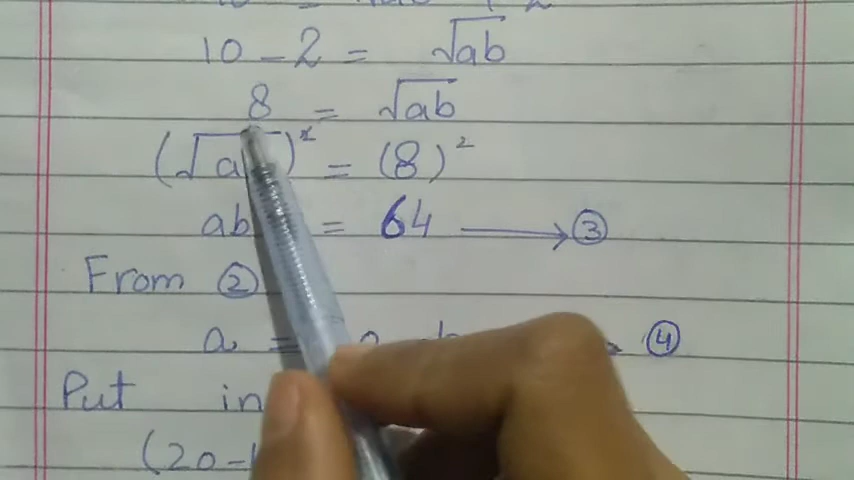 10 - 2 = √ab
8 = √ab
(√a )² = (8)²
ab = 64 → ③
From ②
a = ④
Put in
(20-